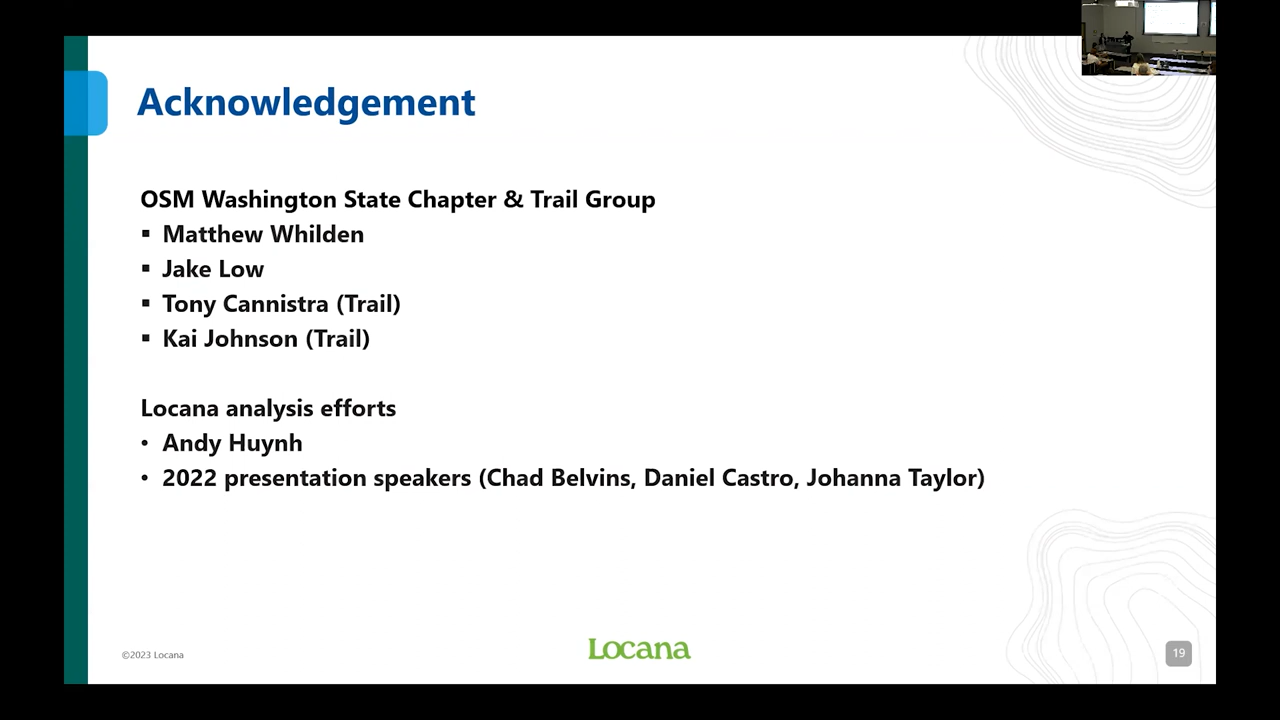 Acknowledgement
OSM Washington State Chapter & Trail Group
▪ Matthew Whilden
▪ Jake Low
▪ Tony Cannistra (Trail)
▪ Kai Johnson (Trail)
Locana analysis efforts
• Andy Huynh
• 2022 presentation speakers (Chad Belvins, Daniel Castro, Johanna Taylor)
©2023 Locana
Locana
19